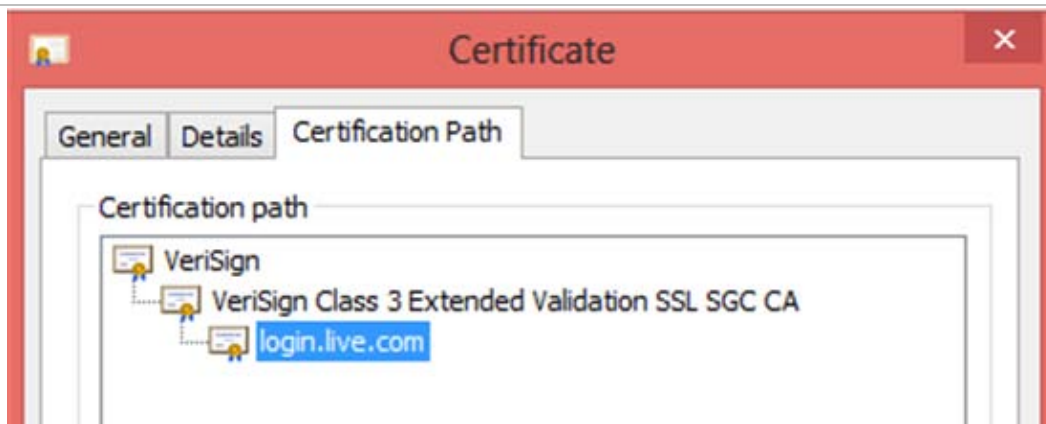 Certificate
General Details Certification Path
Certification path
VeriSign
VeriSign Class 3 Extended Validation SSL SGC CA
login.live.com